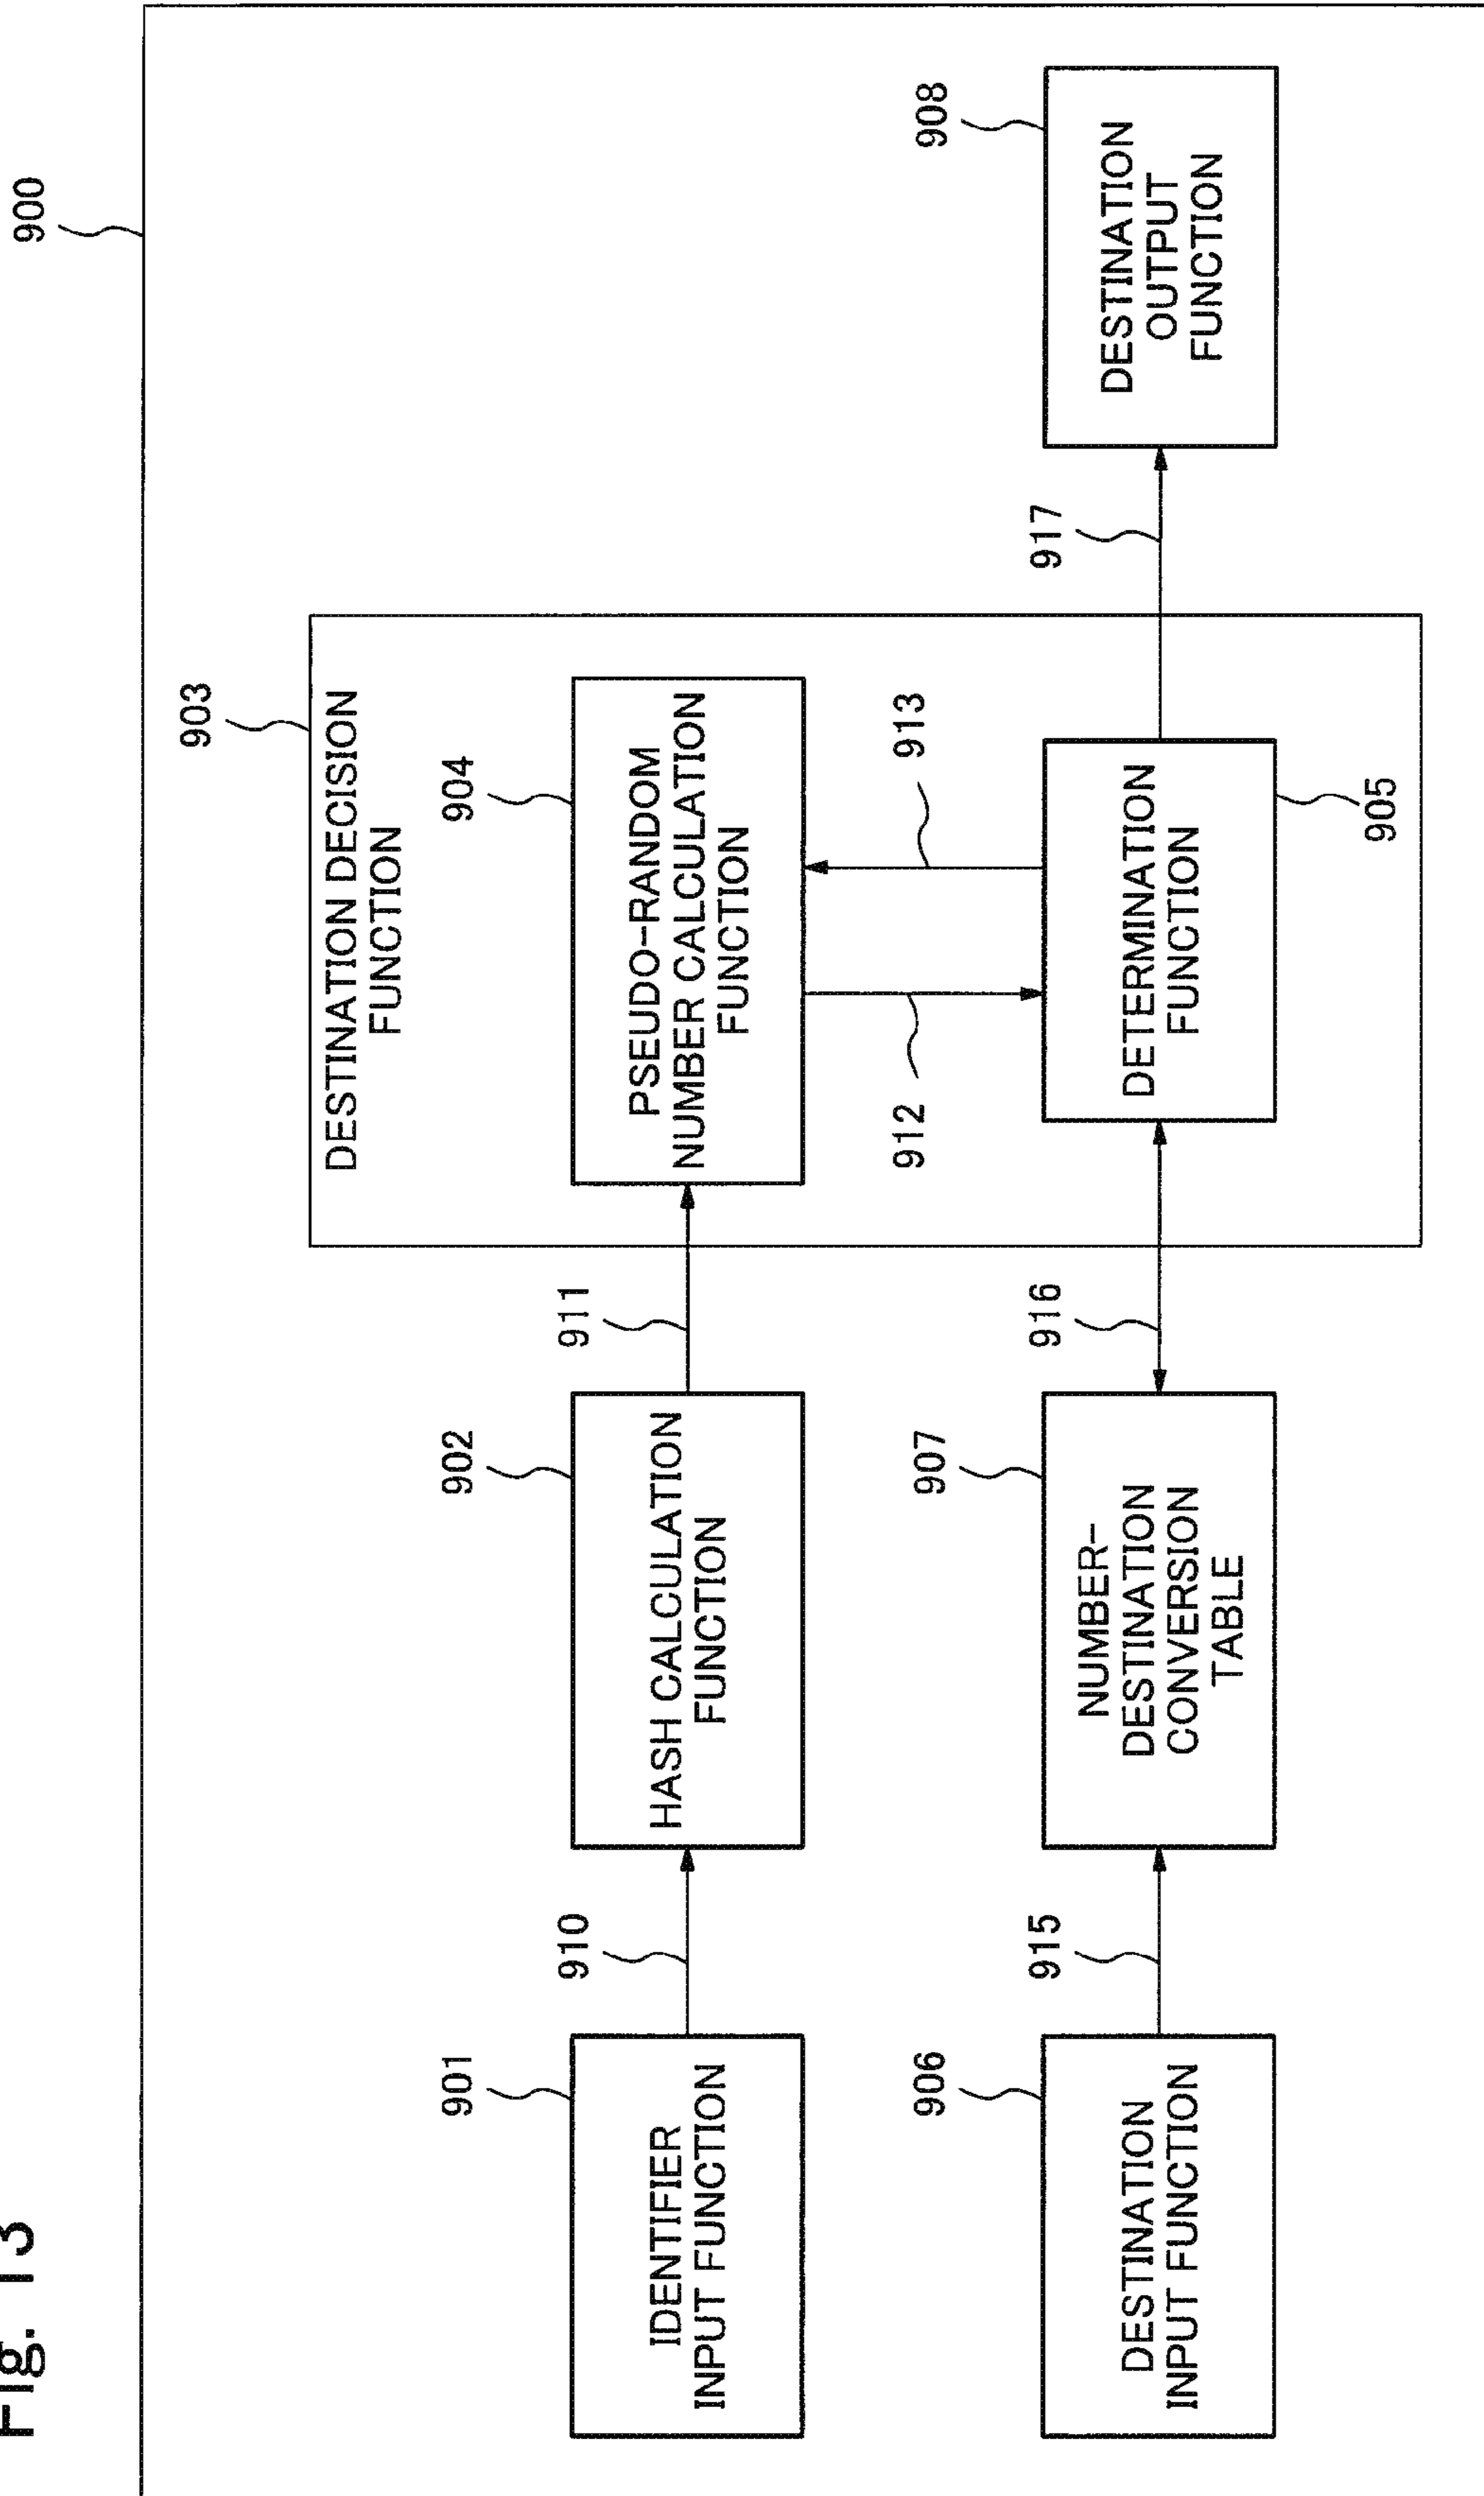 Fig. 13
900
903
DESTINATION DECISION
FUNCTION
901
IDENTIFIER
INPUT FUNCTION
910
902
HASH CALCULATION
FUNCTION
911
904
PSEUDO-RANDOM
NUMBER CALCULATION
FUNCTION
912
913
906
DESTINATION
INPUT FUNCTION
915
907
NUMBER-
DESTINATION
CONVERSION
TABLE
916
DETERMINATION
FUNCTION
905
917
908
DESTINATION
OUTPUT
FUNCTION